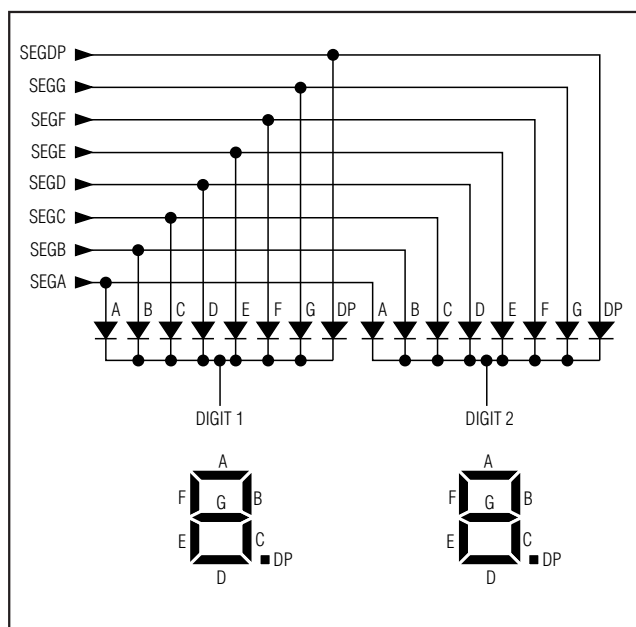 SEGDP
SEGG
SEGF
SEGE
SEGD
SEGC
SEGB
SEGA
A B C D E F G DP A B C D E F G DP
DIGIT 1 DIGIT 2
A A
F G B F G B
E C E C
DP DP
D D